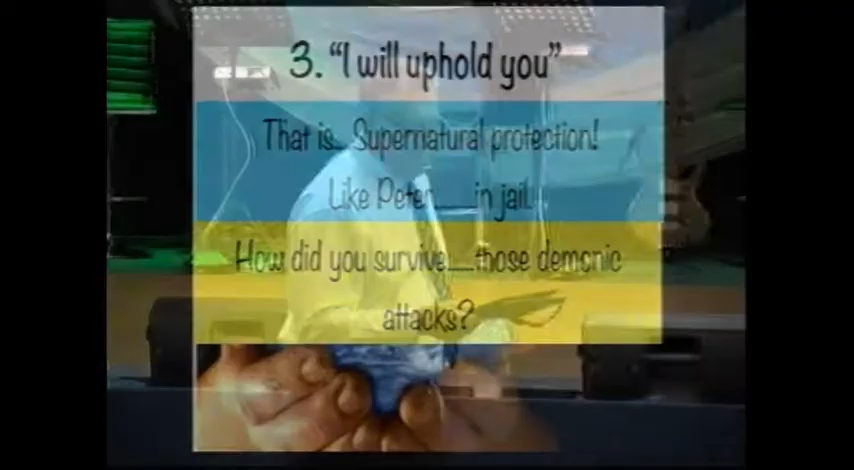 3. “I will uphold you”
That is... Supernatural protection!
Like Peter......in jail.
How did you survive.....those demonic
attacks?